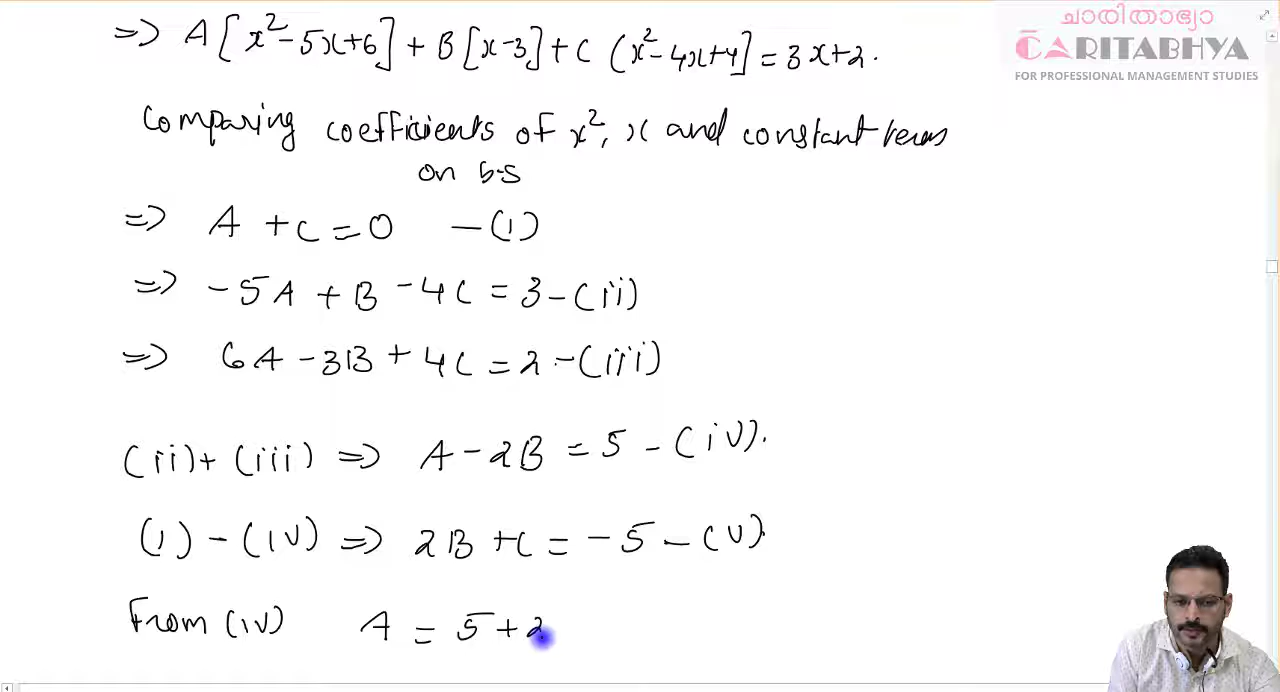 ചാരിതാഭ്യാ
CARITABHYA
FOR PROFESSIONAL MANAGEMENT STUDIES
=> A[x²-5x+6] + B[x-3] + C (x²-4x+4] = 3x+2.
Comparing coefficients of x², x and constant terms
on b.s
=> A + C = 0 - (i)
=> -5A + B - 4C = 3 - (ii)
=> 6A - 3B + 4C = 2 - (iii)
(ii) + (iii) => A - 2B = 5 - (iv).
(i) - (iv) => 2B + C = -5 - (v).
From (iv) A = 5 + 2